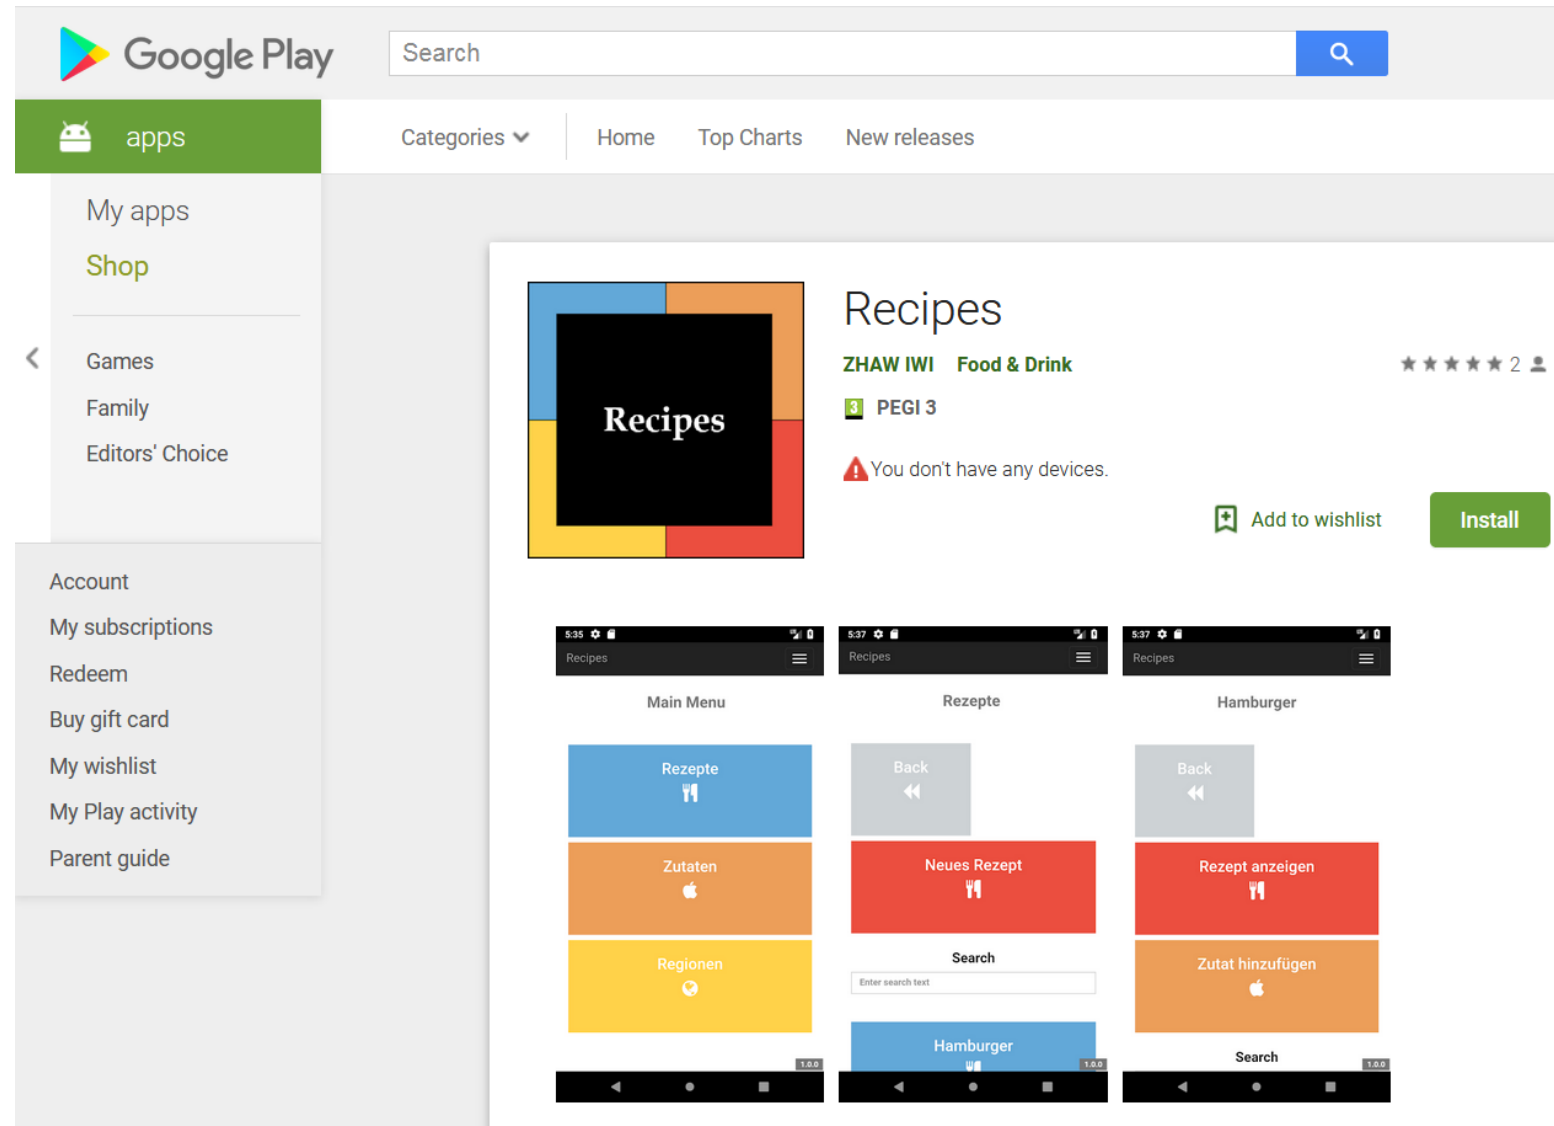 Google Play
Search
apps
Categories
Home
Top Charts
New releases
My apps
Shop
Games
Family
Editors' Choice
Account
My subscriptions
Redeem
Buy gift card
My wishlist
My Play activity
Parent guide
Recipes
Recipes
ZHAW IWI Food & Drink
2
3 PEGI 3
You don't have any devices.
Add to wishlist
Install
5:35
Recipes
Main Menu
Rezepte
Zutaten
Regionen
1.0.0
5:37
Recipes
Rezepte
Back
Neues Rezept
Search
Enter search text
Hamburger
1.0.0
5:37
Recipes
Hamburger
Back
Rezept anzeigen
Zutat hinzufügen
Search
1.0.0